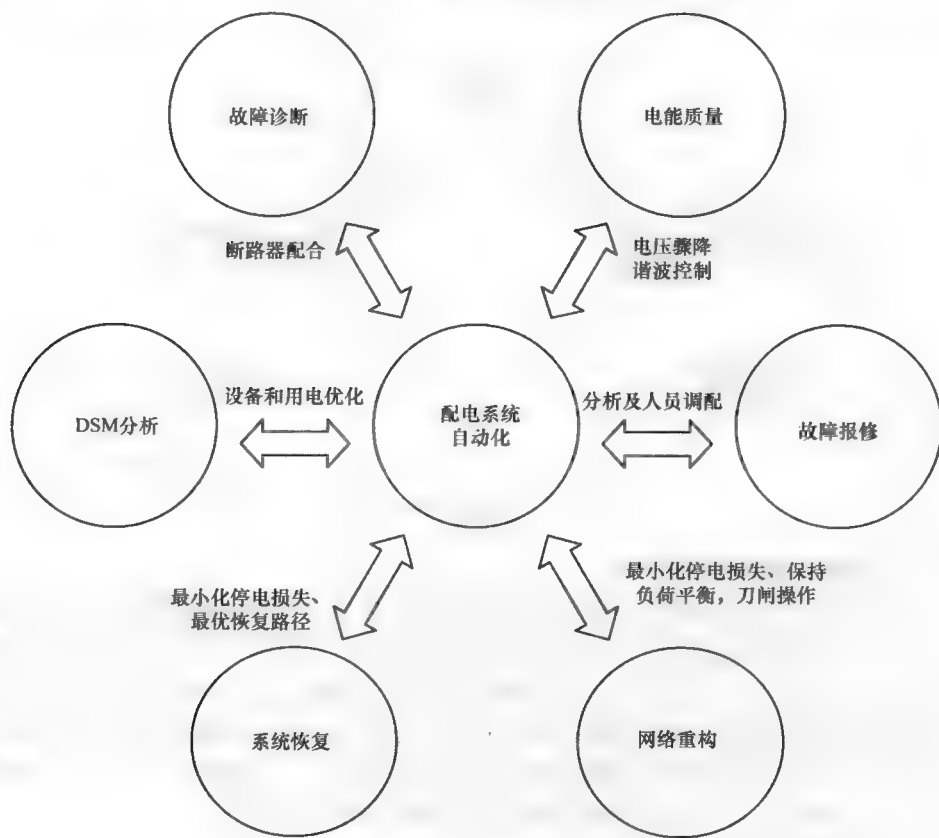 故障诊断
电能质量
断路器配合
电压骤降
谐波控制
DSM分析
设备和用电优化
配电系统
自动化
分析及人员调配
故障报修
最小化停电损失、
最优恢复路径
最小化停电损失、保持
负荷平衡，刀闸操作
系统恢复
网络重构